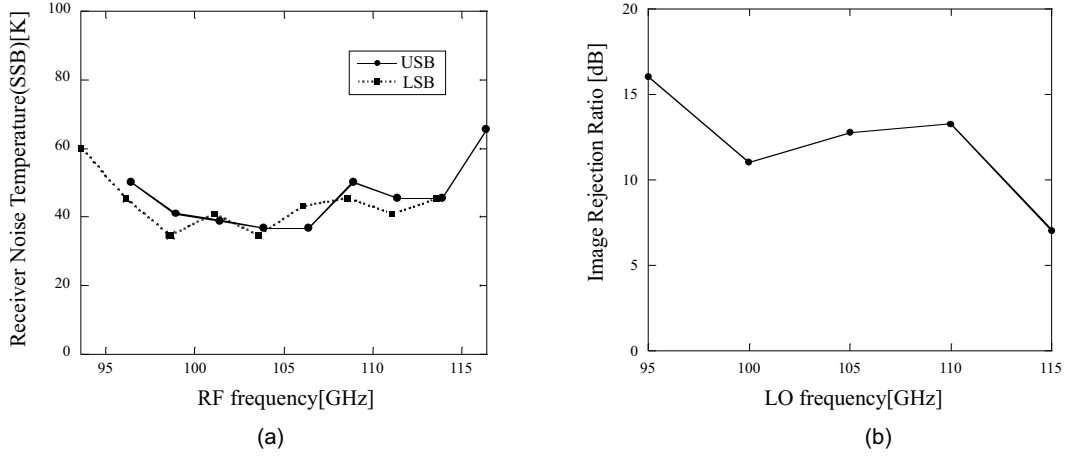 Receiver Noise Temperature(SSB)[K]
100
80
60
40
20
0
USB
LSB
95
100
105
110
115
RF frequency[GHz]
(a)
Image Rejection Ratio [dB]
20
15
10
5
0
95
100
105
110
115
LO frequency[GHz]
(b)